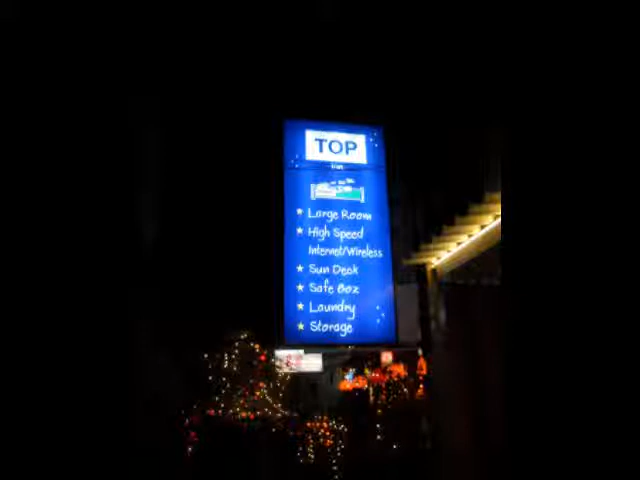 TOP
Large Room
High Speed
Internet/Wireless
Sun Deck
Safe Box
Laundry
Storage